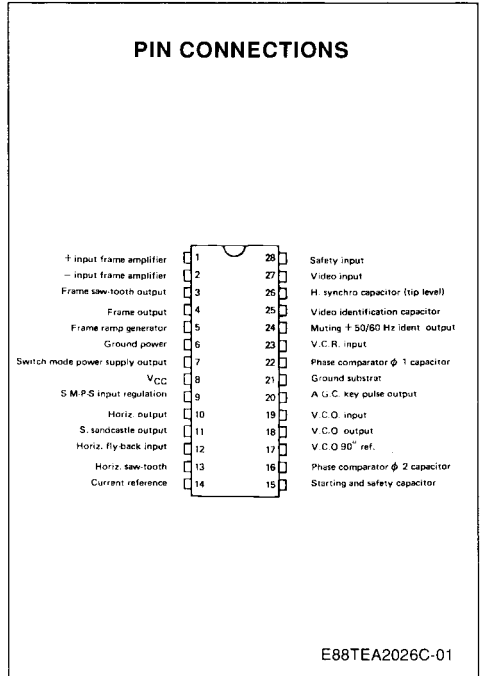 PIN CONNECTIONS
+ input frame amplifier 1
− input frame amplifier 2
Frame saw-tooth output 3
Frame output 4
Frame ramp generator 5
Ground power 6
Switch mode power supply output 7
VCC 8
S M-P-S input regulation 9
Horiz. output 10
S. sandcastle output 11
Horiz. fly-back input 12
Horiz. saw-tooth 13
Current reference 14
28 Safety input
27 Video input
26 H. synchro capacitor (tip level)
25 Video identification capacitor
24 Muting + 50/60 Hz ident output
23 V.C.R. input
22 Phase comparator ϕ 1 capacitor
21 Ground substrat
20 A G.C. key pulse output
19 V.C.O. input
18 V.C.O output
17 V.C.O 90° ref.
16 Phase comparator ϕ 2 capacitor
15 Starting and safety capacitor
E88TEA2026C-01